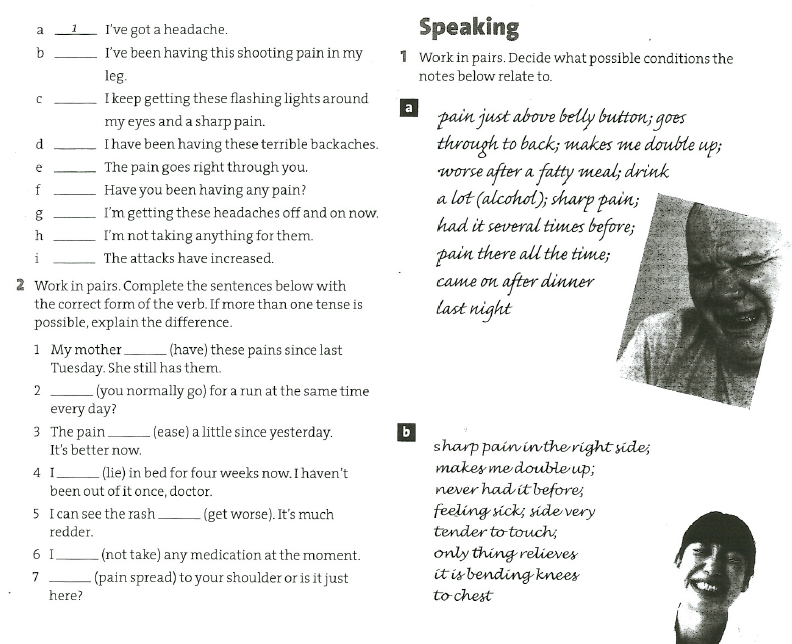 a 1 I've got a headache.
b ______ I've been having this shooting pain in my
leg.
c ______ I keep getting these flashing lights around
my eyes and a sharp pain.
d ______ I have been having these terrible backaches.
e ______ The pain goes right through you.
f ______ Have you been having any pain?
g ______ I'm getting these headaches off and on now.
h ______ I'm not taking anything for them.
i ______ The attacks have increased.
2 Work in pairs. Complete the sentences below with
the correct form of the verb. If more than one tense is
possible, explain the difference.
1 My mother ______ (have) these pains since last
Tuesday. She still has them.
2 ______ (you normally go) for a run at the same time
every day?
3 The pain ______ (ease) a little since yesterday.
It's better now.
4 I ______ (lie) in bed for four weeks now. I haven't
been out of it once, doctor.
5 I can see the rash ______ (get worse). It's much
redder.
6 I ______ (not take) any medication at the moment.
7 ______ (pain spread) to your shoulder or is it just
here?
Speaking
1 Work in pairs. Decide what possible conditions the
notes below relate to.
a
pain just above belly button; goes
through to back; makes me double up;
worse after a fatty meal; drink
a lot (alcohol); sharp pain;
had it several times before;
pain there all the time;
came on after dinner
last night
b
sharp pain in the right side;
makes me double up;
never had it before;
feeling sick; side very
tender to touch;
only thing relieves
it is bending knees
to chest